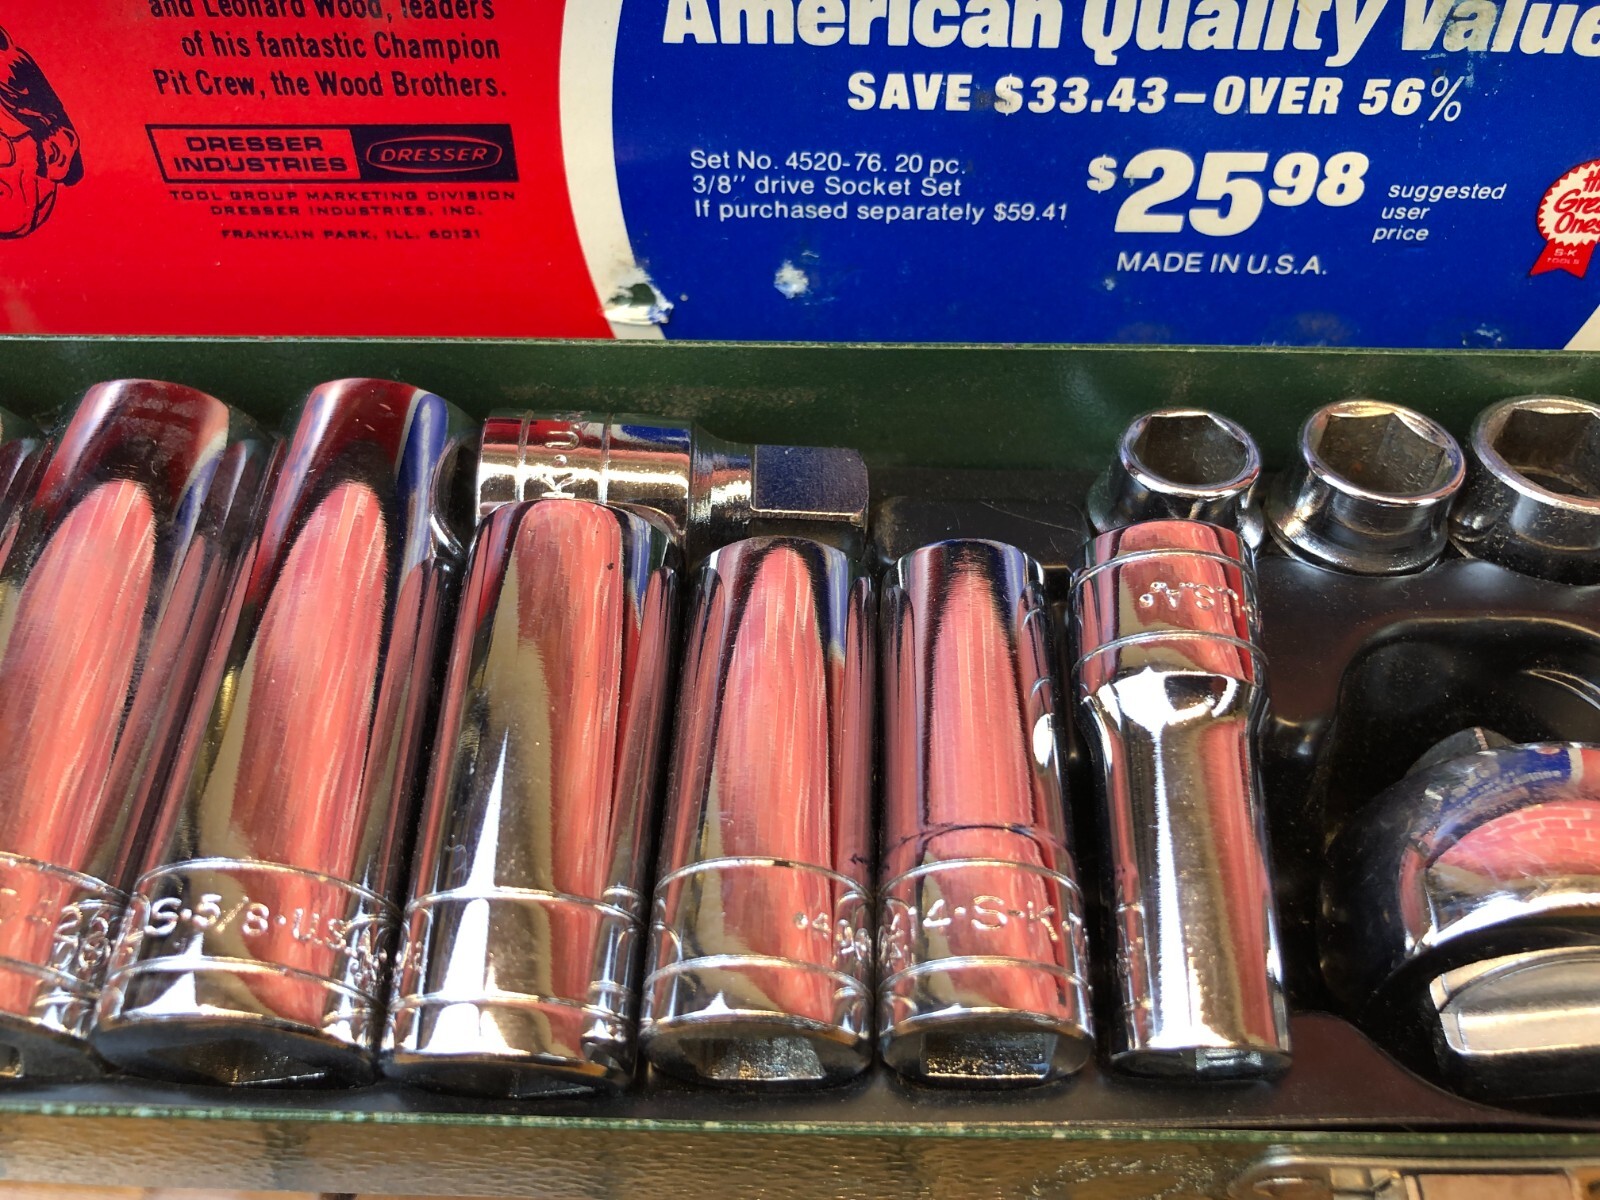 and Leonard Wood, leaders
of his fantastic Champion
Pit Crew, the Wood Brothers.
DRESSER
INDUSTRIES
DRESSER
TOOL GROUP MARKETING DIVISION
DRESSER INDUSTRIES, INC.
FRANKLIN PARK, ILL. 60131
American Quality Value
SAVE $33.43–OVER 56%
Set No. 4520-76. 20 pc.
3/8" drive Socket Set
If purchased separately $59.41
$25.98
suggested
user
price
MADE IN U.S.A.
S-K
TOOLS
S·5/8·U.S.
S-K